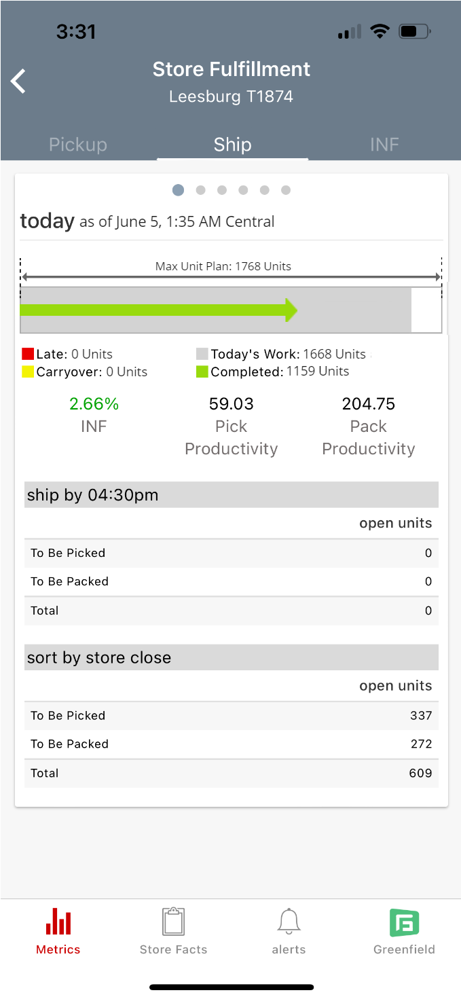 3:31
Store Fulfillment
Leesburg T1874
Pickup Ship INF
today as of June 5, 1:35 AM Central
Max Unit Plan: 1768 Units
Late: 0 Units Today's Work: 1668 Units
Carryover: 0 Units Completed: 1159 Units
2.66% 59.03 204.75
INF Pick Pack
Productivity Productivity
ship by 04:30pm
open units
To Be Picked 0
To Be Packed 0
Total 0
sort by store close
open units
To Be Picked 337
To Be Packed 272
Total 609
Metrics Store Facts alerts Greenfield